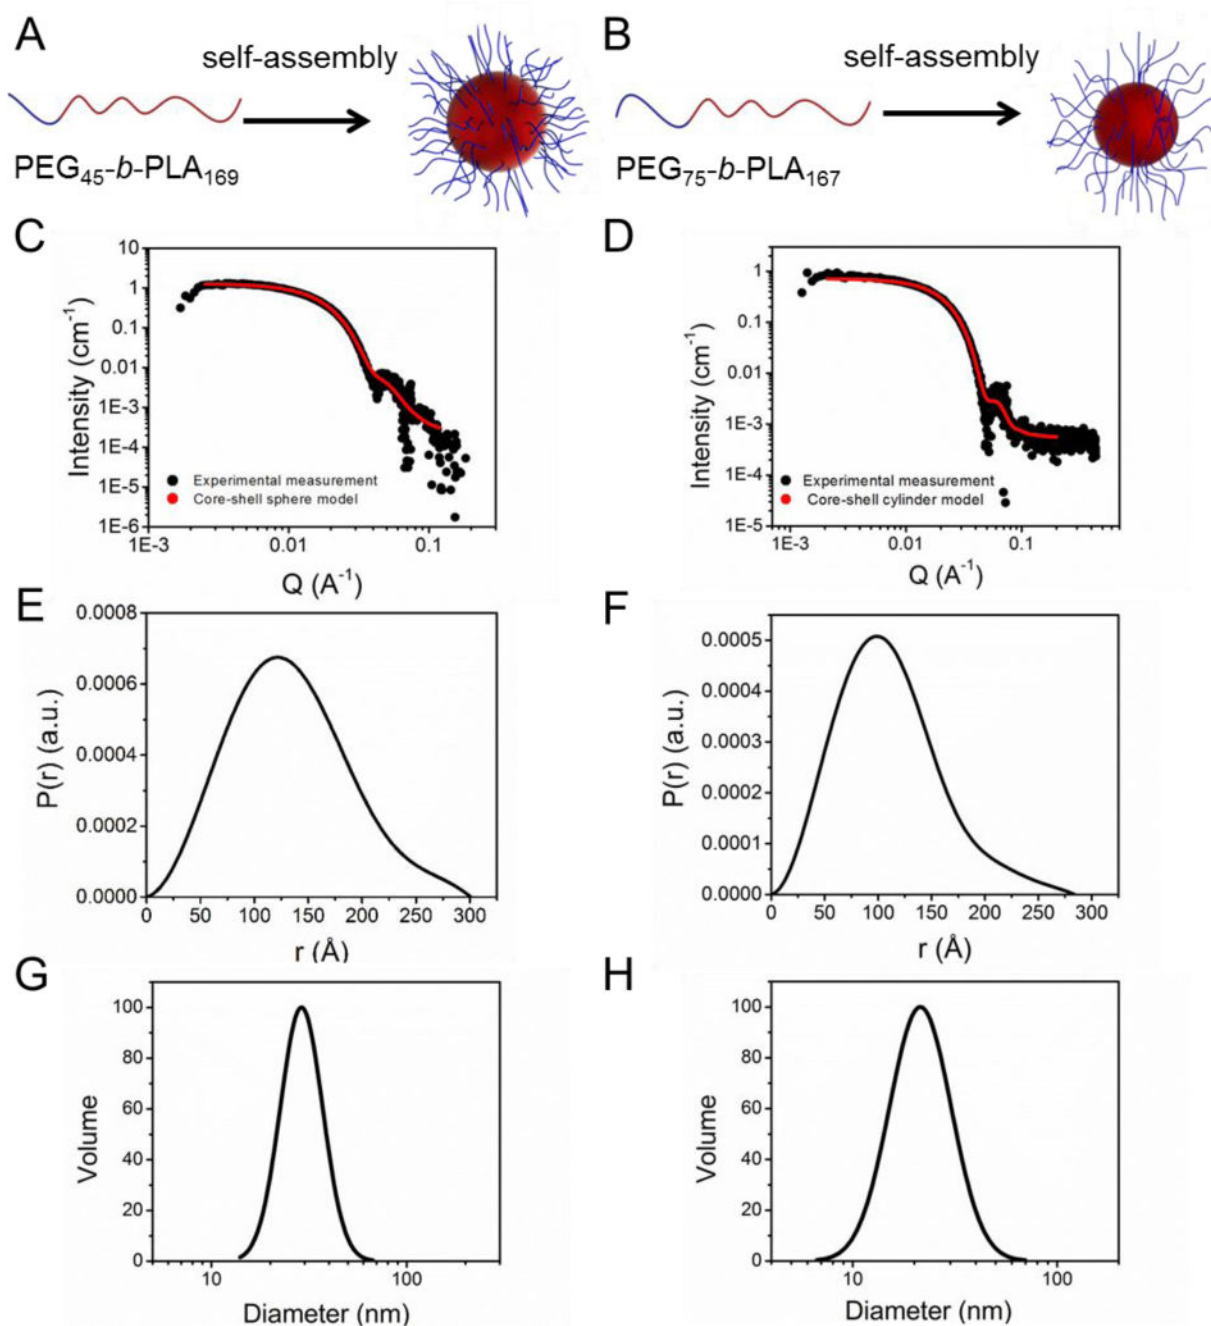 A
self-assembly
PEG45-b-PLA169
B
self-assembly
PEG75-b-PLA167
C
Intensity (cm-1)
10
1
0.1
0.01
1E-3
1E-4
1E-5
1E-6
Experimental measurement
Core-shell sphere model
1E-3
0.01
0.1
Q (A-1)
D
Intensity (cm-1)
1
0.1
0.01
1E-3
1E-4
1E-5
Experimental measurement
Core-shell cylinder model
1E-3
0.01
0.1
Q (A-1)
E
P(r) (a.u.)
0.0008
0.0006
0.0004
0.0002
0.0000
0 50 100 150 200 250 300
r (Å)
F
P(r) (a.u.)
0.0005
0.0004
0.0003
0.0002
0.0001
0.0000
0 50 100 150 200 250 300
r (Å)
G
Volume
100
80
60
40
20
0
10 100
Diameter (nm)
H
Volume
100
80
60
40
20
0
10 100
Diameter (nm)